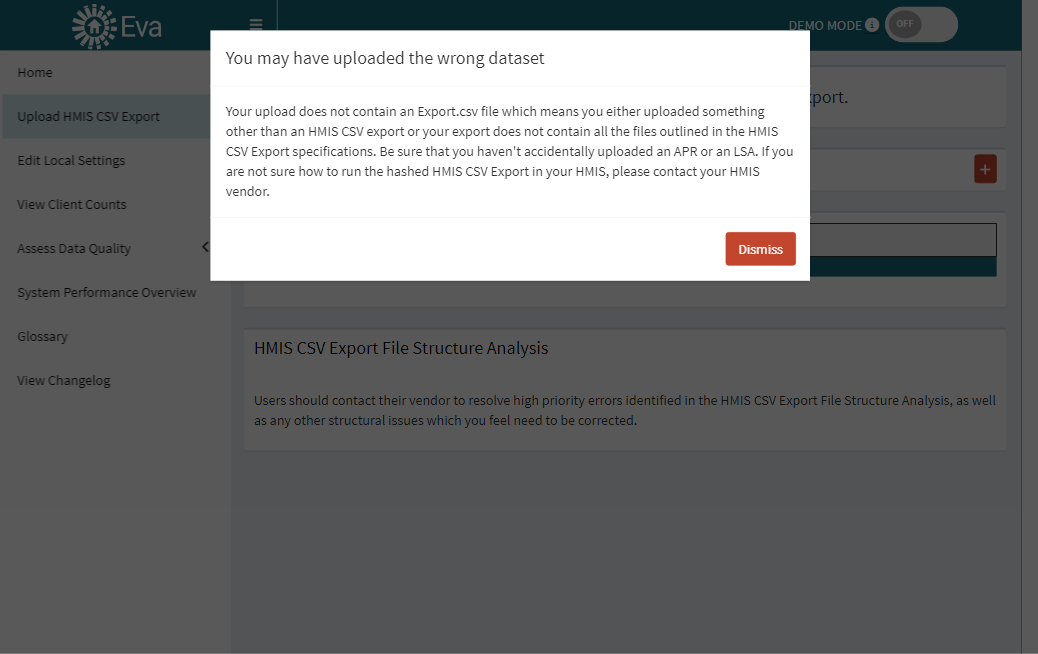 Eva
DEMO MODE
OFF
You may have uploaded the wrong dataset
Your upload does not contain an Export.csv file which means you either uploaded something
other than an HMIS CSV export or your export does not contain all the files outlined in the HMIS
CSV Export specifications. Be sure that you haven't accidentally uploaded an APR or an LSA. If you
are not sure how to run the hashed HMIS CSV Export in your HMIS, please contact your HMIS
vendor.
Dismiss
Home
Upload HMIS CSV Export
Edit Local Settings
View Client Counts
Assess Data Quality
System Performance Overview
Glossary
View Changelog
port.
+
HMIS CSV Export File Structure Analysis
Users should contact their vendor to resolve high priority errors identified in the HMIS CSV Export File Structure Analysis, as well
as any other structural issues which you feel need to be corrected.